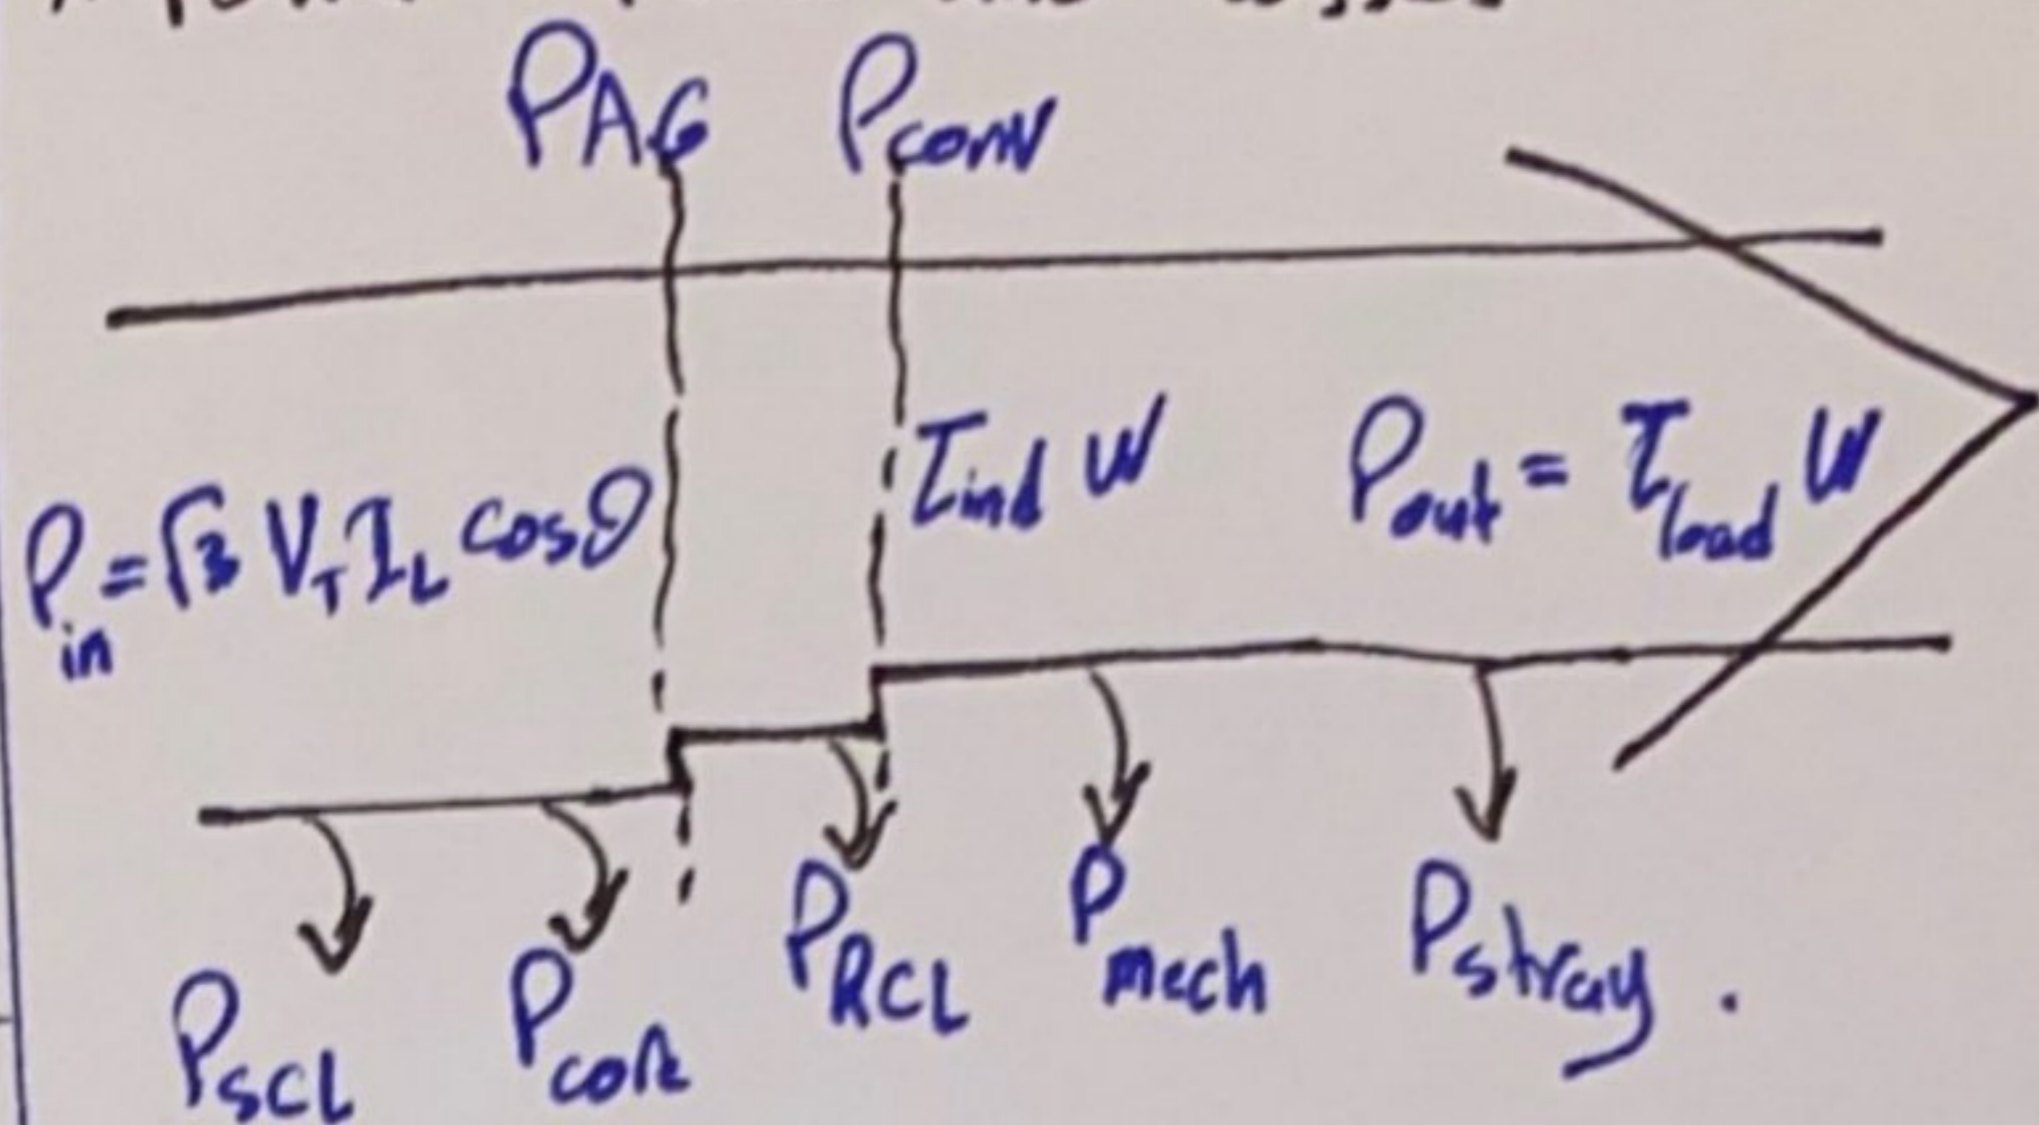 PAG Pconv
Pin = √3 VT IL cosθ
τind W
Pout = τload W
PSCL
Pcore
PRCL
Pmech
Pstray.